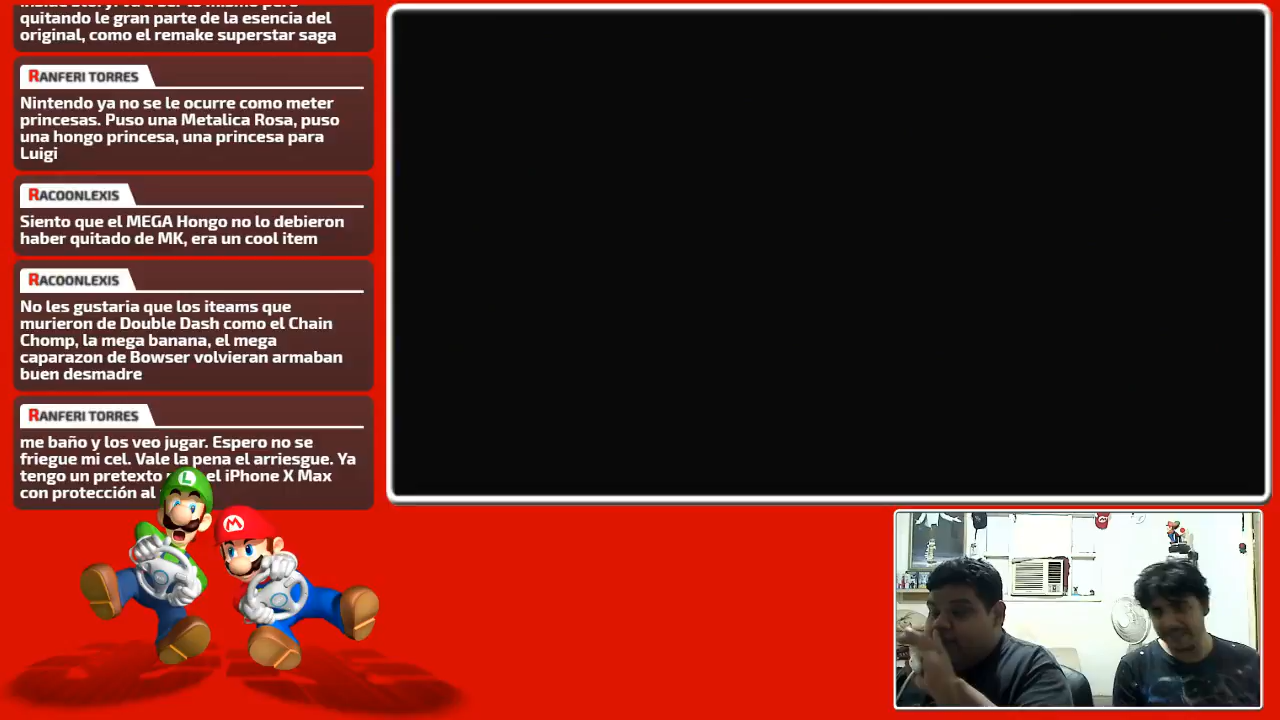 quitando le gran parte de la esencia del
original, como el remake superstar saga
RANFERI TORRES
Nintendo ya no se le ocurre como meter
princesas. Puso una Metalica Rosa, puso
una hongo princesa, una princesa para
Luigi
RACOONLEXIS
Siento que el MEGA Hongo no lo debieron
haber quitado de MK, era un cool item
RACOONLEXIS
No les gustaria que los iteams que
murieron de Double Dash como el Chain
Chomp, la mega banana, el mega
caparazon de Bowser volvieran armaban
buen desmadre
RANFERI TORRES
me baño y los veo jugar. Espero no se
friegue mi cel. Vale la pena el arriesgue. Ya
tengo un pretexto el iPhone X Max
con protección al
L
M